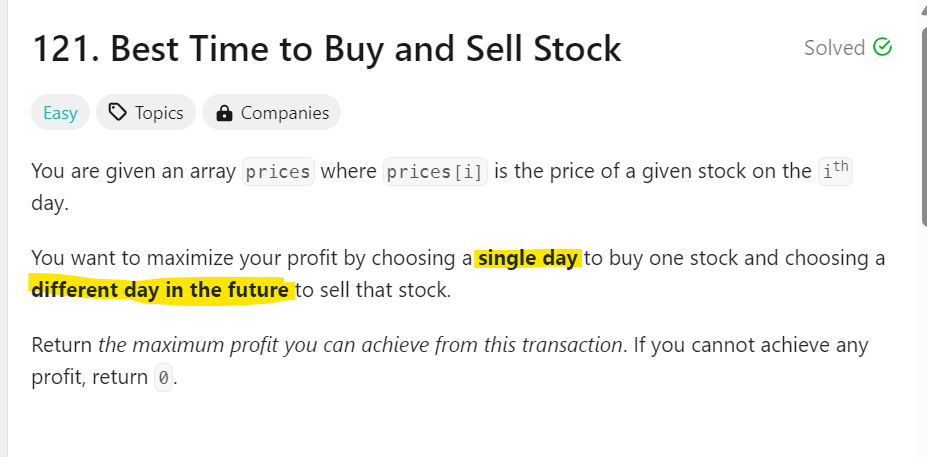 121. Best Time to Buy and Sell Stock
Solved
Easy
Topics
Companies
You are given an array prices where prices[i] is the price of a given stock on the ith
day.
You want to maximize your profit by choosing a single day to buy one stock and choosing a
different day in the future to sell that stock.
Return the maximum profit you can achieve from this transaction. If you cannot achieve any
profit, return 0.